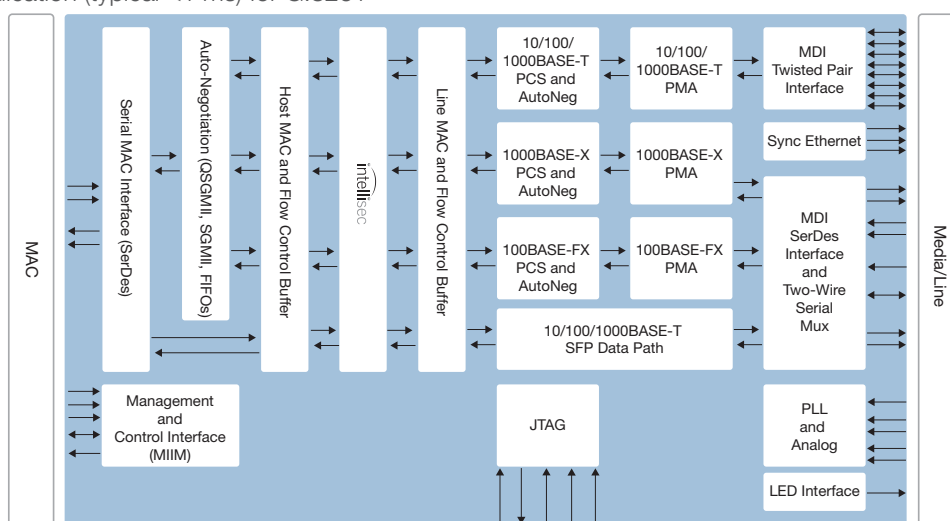 MAC
Serial MAC Interface (SerDes)
Auto-Negotiation (QSGMII, SGMII, FIFOs)
Host MAC and Flow Control Buffer
intellisec
Line MAC and Flow Control Buffer
10/100/
1000BASE-T
PCS and
AutoNeg
10/100/
1000BASE-T
PMA
MDI
Twisted Pair
Interface
Sync Ethernet
1000BASE-X
PCS and
AutoNeg
1000BASE-X
PMA
MDI
SerDes
Interface
and
Two-Wire
Serial
Mux
100BASE-FX
PCS and
AutoNeg
100BASE-FX
PMA
10/100/1000BASE-T
SFP Data Path
Management
and
Control Interface
(MIIM)
JTAG
PLL
and
Analog
LED Interface
Media/Line